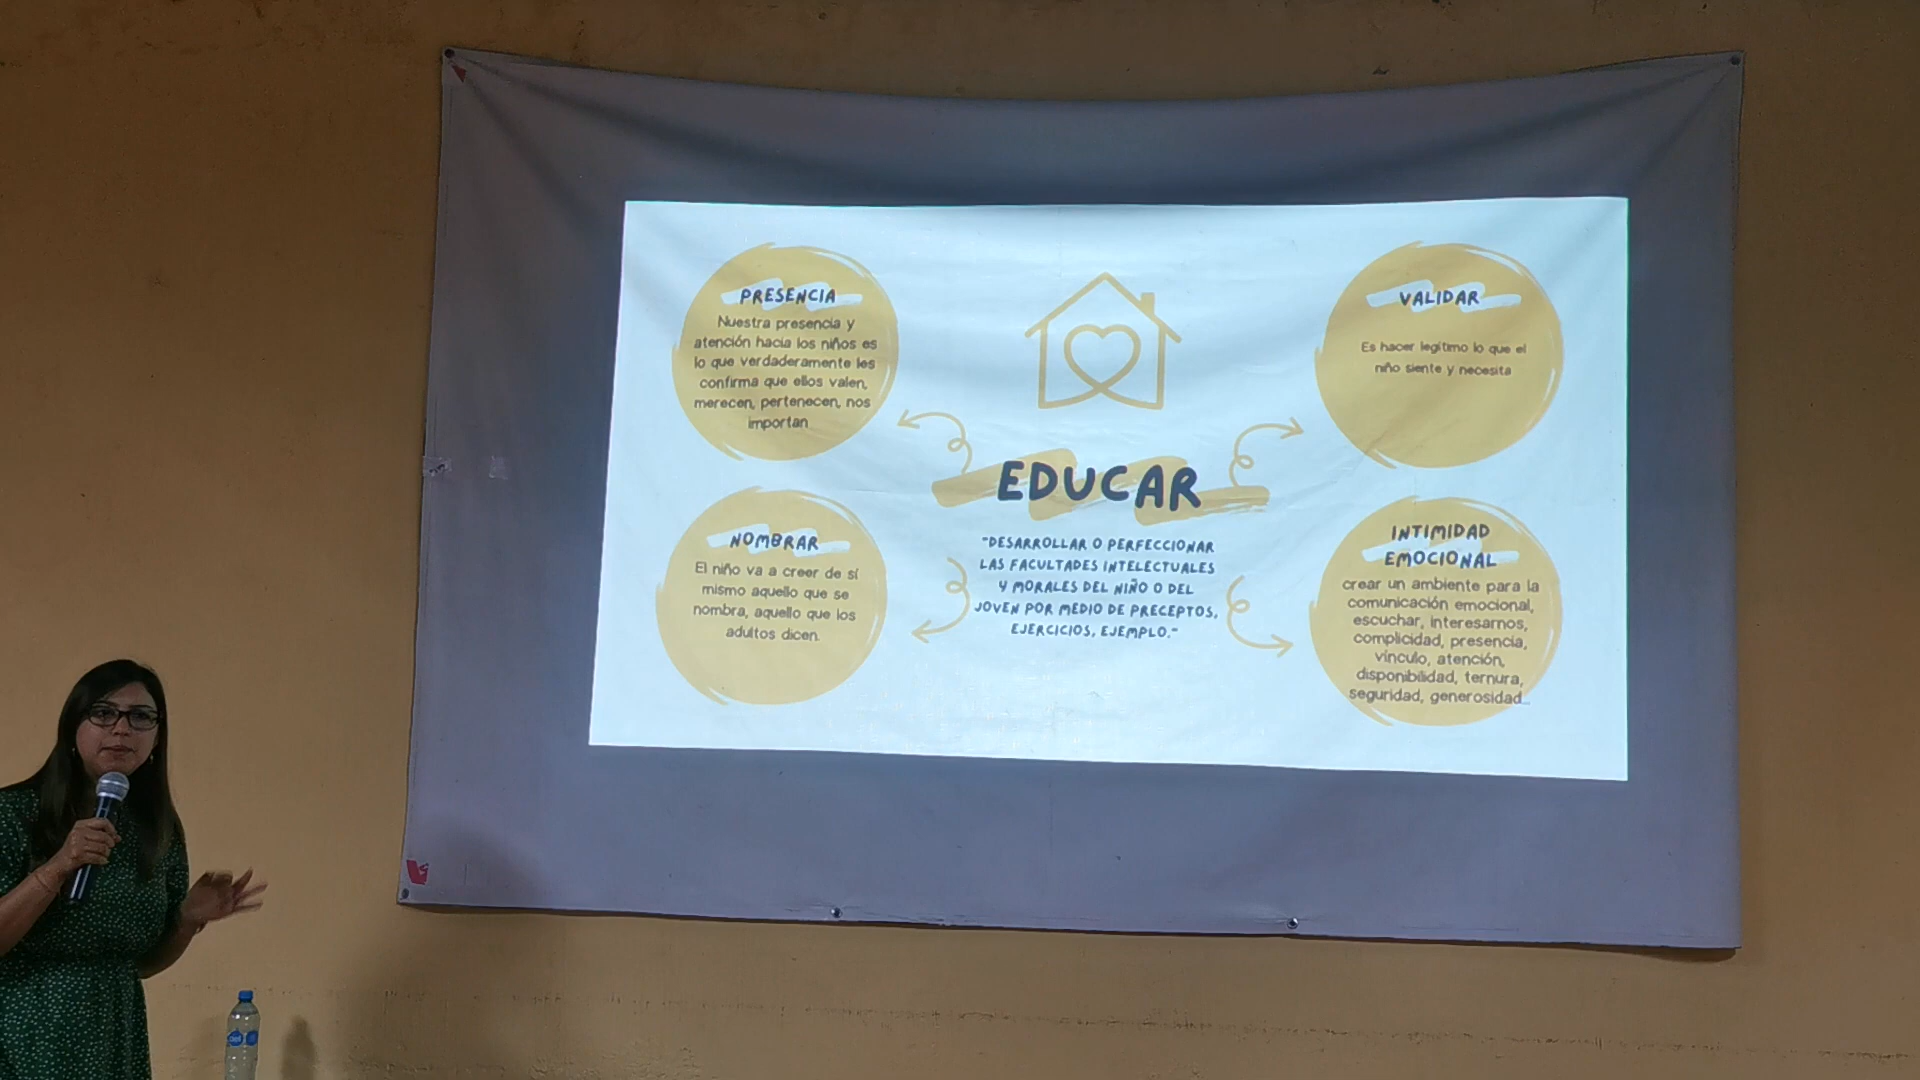 PRESENCIA
Nuestra presencia y
atención hacia los niños es
lo que verdaderamente les
confirma que ellos valen,
merecen, pertenecen, nos
importan
VALIDAR
Es hacer legítimo lo que el
niño siente y necesita
EDUCAR
"DESARROLLAR O PERFECCIONAR
LAS FACULTADES INTELECTUALES
Y MORALES DEL NIÑO O DEL
JOVEN POR MEDIO DE PRECEPTOS,
EJERCICIOS, EJEMPLO."
NOMBRAR
El niño va a creer de sí
mismo aquello que se
nombra, aquello que los
adultos dicen.
INTIMIDAD
EMOCIONAL
crear un ambiente para la
comunicación emocional,
escuchar, interesarnos,
complicidad, presencia,
vínculo, atención,
disponibilidad, ternura,
seguridad, generosidad...